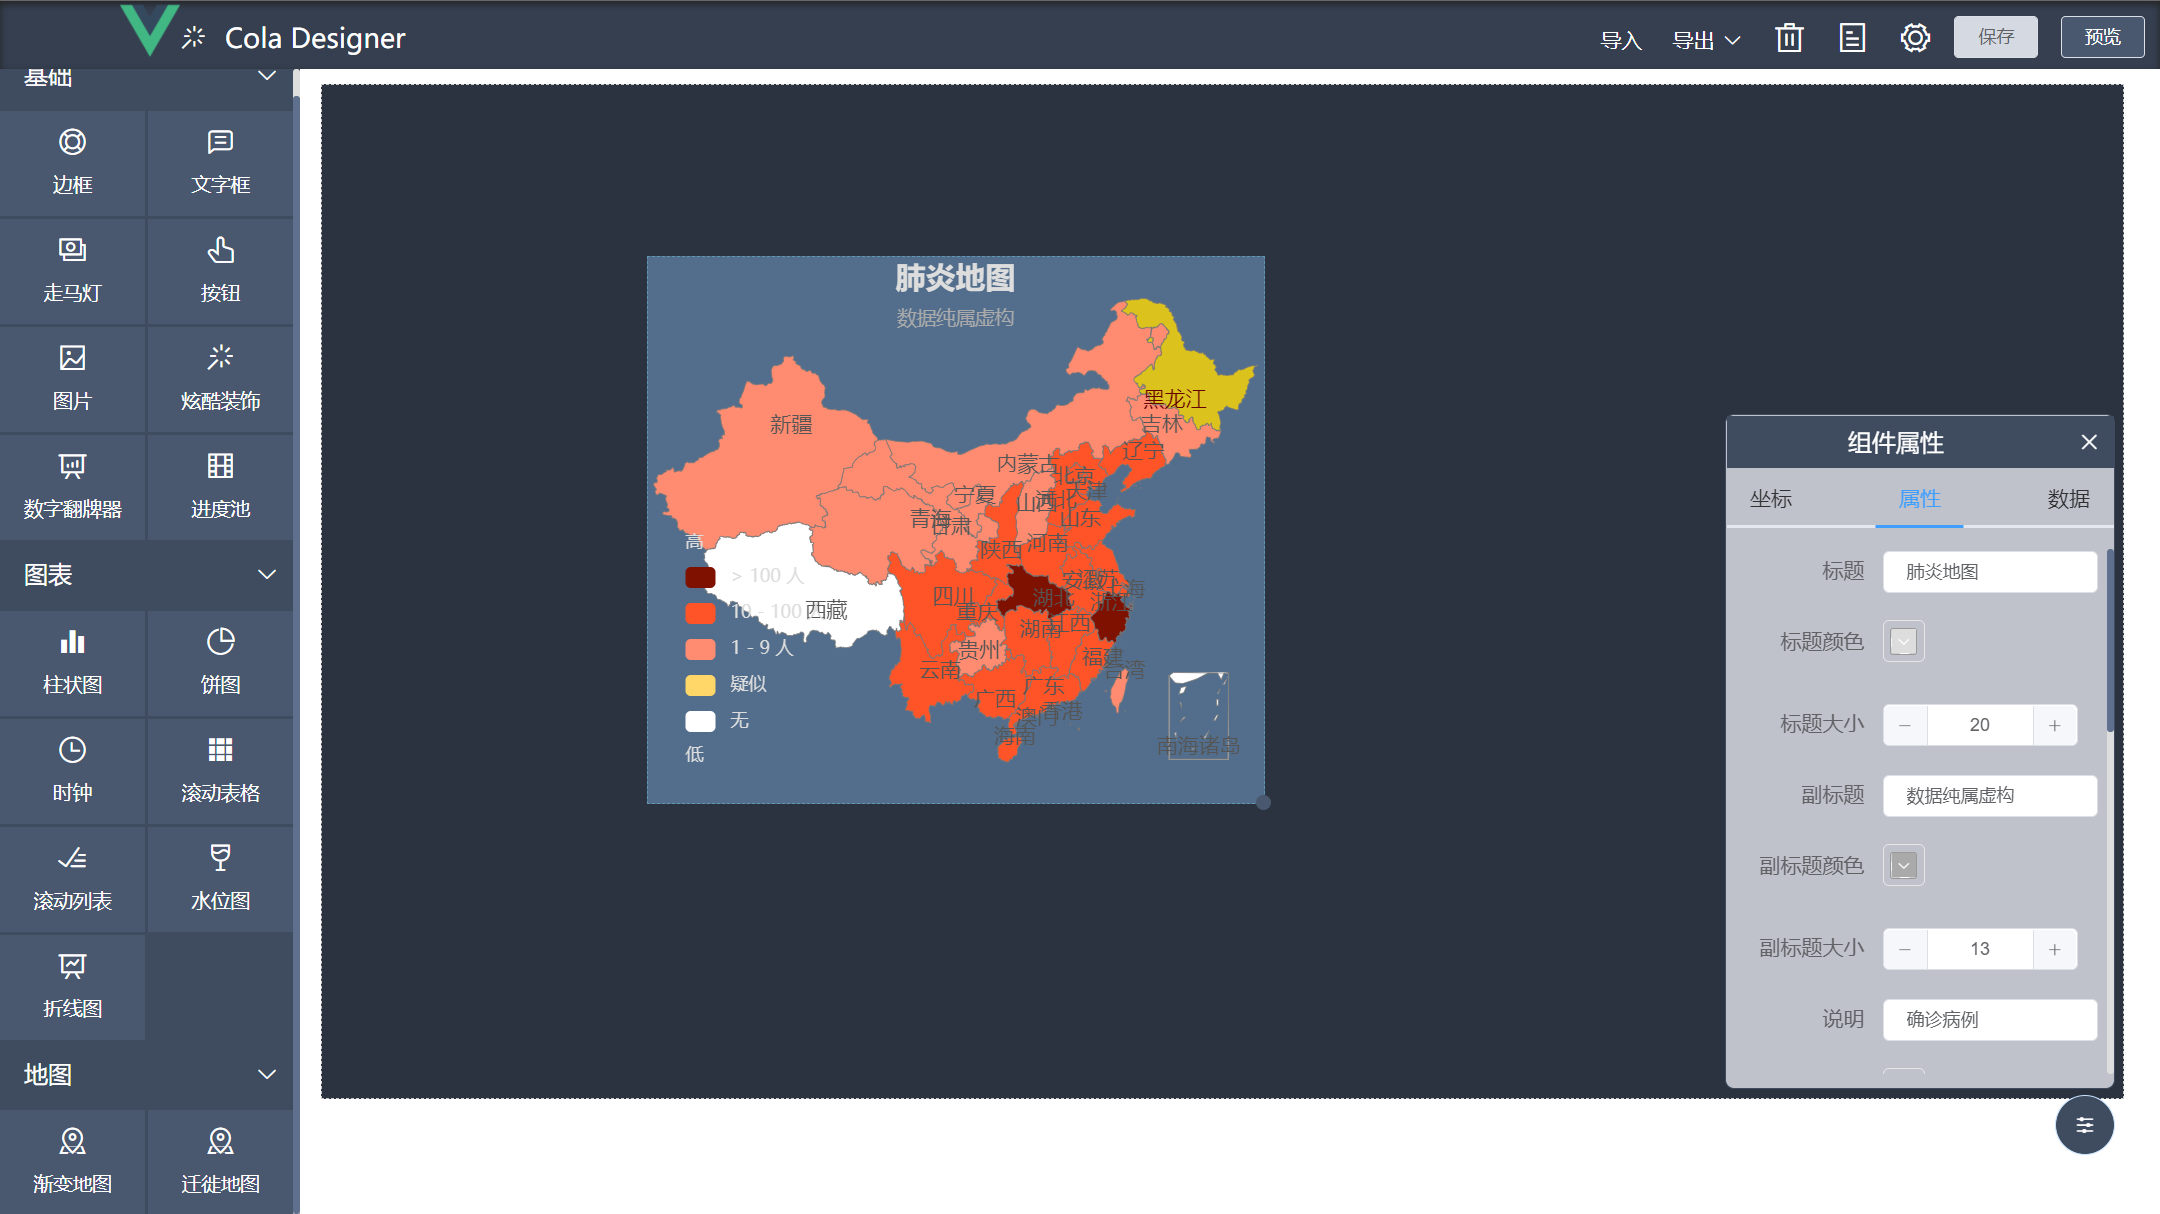 Cola Designer
导入
导出
保存
预览
基础
边框
文字框
走马灯
按钮
图片
炫酷装饰
数字翻牌器
进度池
图表
柱状图
饼图
时钟
滚动表格
滚动列表
水位图
折线图
地图
渐变地图
迁徙地图
肺炎地图
数据纯属虚构
黑龙江
吉林
新疆
辽宁
内蒙古
北京
天津
宁夏
山西
河北
青海
甘肃
山东
陕西
河南
安徽
江苏
上海
四川
湖北
浙江
西藏
重庆
湖南
江西
贵州
福建
云南
台湾
广东
广西
香港
澳门
海南
南海诸岛
高
> 100 人
10 - 100
1 - 9 人
疑似
无
低
组件属性
坐标
属性
数据
标题
肺炎地图
标题颜色
标题大小
20
副标题
数据纯属虚构
副标题颜色
副标题大小
13
说明
确诊病例